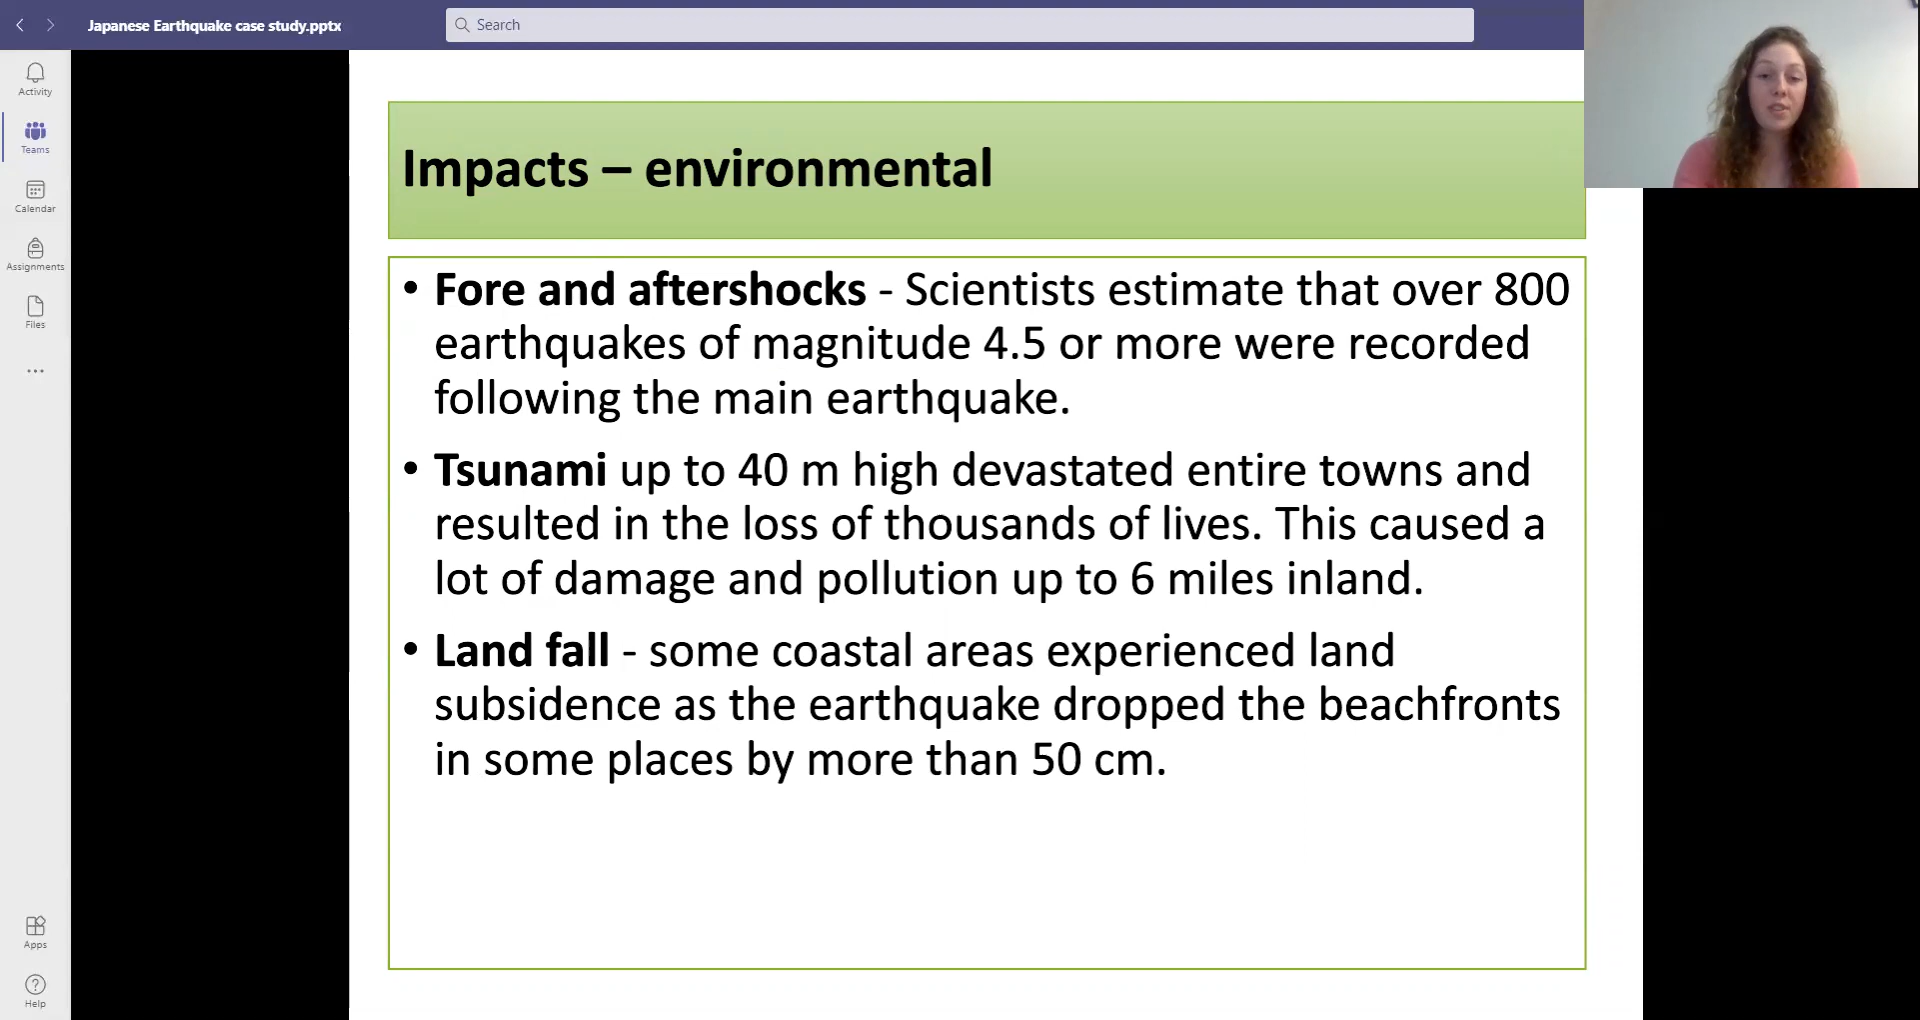 Japanese Earthquake case study.pptx
Search
Activity
Teams
Calendar
Assignments
Files
Apps
Help
Impacts – environmental
• Fore and aftershocks - Scientists estimate that over 800
earthquakes of magnitude 4.5 or more were recorded
following the main earthquake.
• Tsunami up to 40 m high devastated entire towns and
resulted in the loss of thousands of lives. This caused a
lot of damage and pollution up to 6 miles inland.
• Land fall - some coastal areas experienced land
subsidence as the earthquake dropped the beachfronts
in some places by more than 50 cm.